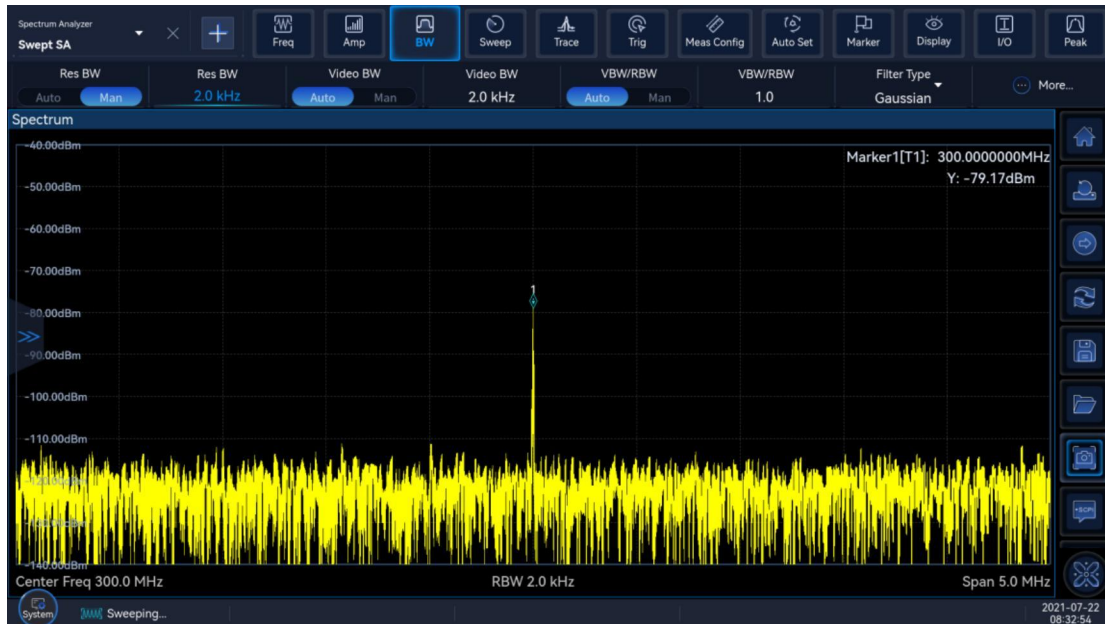 Spectrum Analyzer
Swept SA
Freq
Amp
BW
Sweep
Trace
Trig
Meas Config
Auto Set
Marker
Display
I/O
Peak
Res BW
Auto Man
Res BW
2.0 kHz
Video BW
Auto Man
Video BW
2.0 kHz
VBW/RBW
Auto Man
VBW/RBW
1.0
Filter Type
Gaussian
More...
Spectrum
-40.00dBm
Marker1[T1]: 300.0000000MHz
Y: -79.17dBm
-50.00dBm
-60.00dBm
-70.00dBm
1
-80.00dBm
-90.00dBm
-100.00dBm
-110.00dBm
-140.00dBm
Center Freq 300.0 MHz
RBW 2.0 kHz
Span 5.0 MHz
System
Sweeping...
2021-07-22
08:32:54